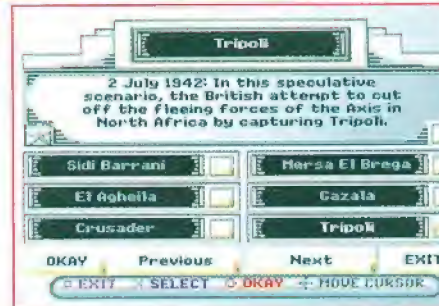 Tripoli
2 July 1942: In this speculative
scenario, the British attempt to cut
off the fleeing forces of the Axis in
North Africa by capturing Tripoli.
Sidi Barrani Mersa El Brega
El Agheila Gazala
Crusader Tripoli
OKAY Previous Next EXIT
EXIT SELECT OKAY MOVE CURSOR